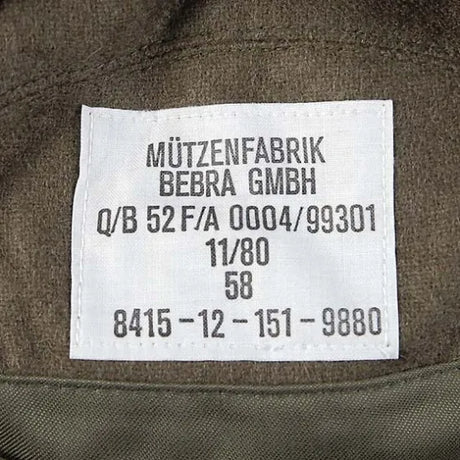 MÜTZENFABRIK
BEBRA GMBH
Q/B 52 F/A 0004/99301
11/80
58
8415-12-151-9880